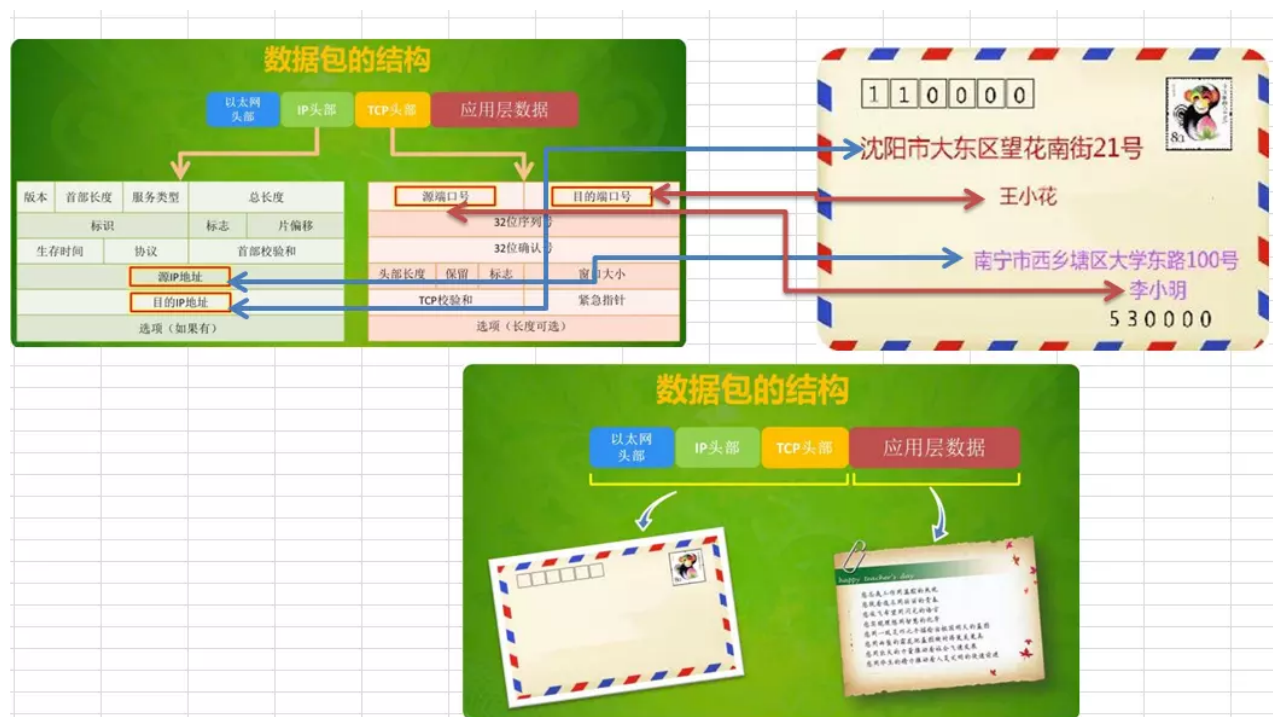 数据包的结构
以太网
头部
IP头部
TCP头部
应用层数据
版本 首部长度 服务类型 总长度
标识 标志 片偏移
生存时间 协议 首部校验和
源IP地址
目的IP地址
选项（如果有）
源端口号 目的端口号
32位序列号
32位确认号
头部长度 保留 标志 窗口大小
TCP校验和 紧急指针
选项（长度可选）
110000
沈阳市大东区望花南街21号
王小花
南宁市西乡塘区大学东路100号
李小明
530000
数据包的结构
以太网
头部
IP头部
TCP头部
应用层数据
happy teacher's day